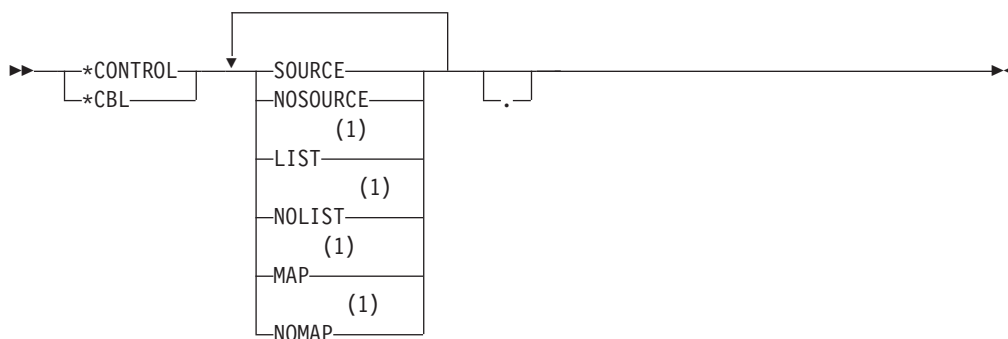 *CONTROL
*CBL
SOURCE
NOSOURCE
(1)
LIST
(1)
NOLIST
(1)
MAP
(1)
NOMAP
.